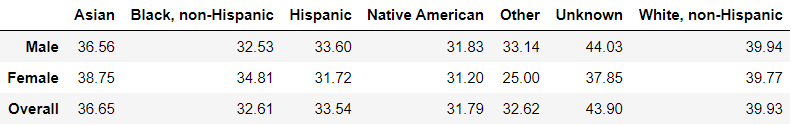 Asian Black, non-Hispanic Hispanic Native American Other Unknown White, non-Hispanic
Male 36.56 32.53 33.60 31.83 33.14 44.03 39.94
Female 38.75 34.81 31.72 31.20 25.00 37.85 39.77
Overall 36.65 32.61 33.54 31.79 32.62 43.90 39.93